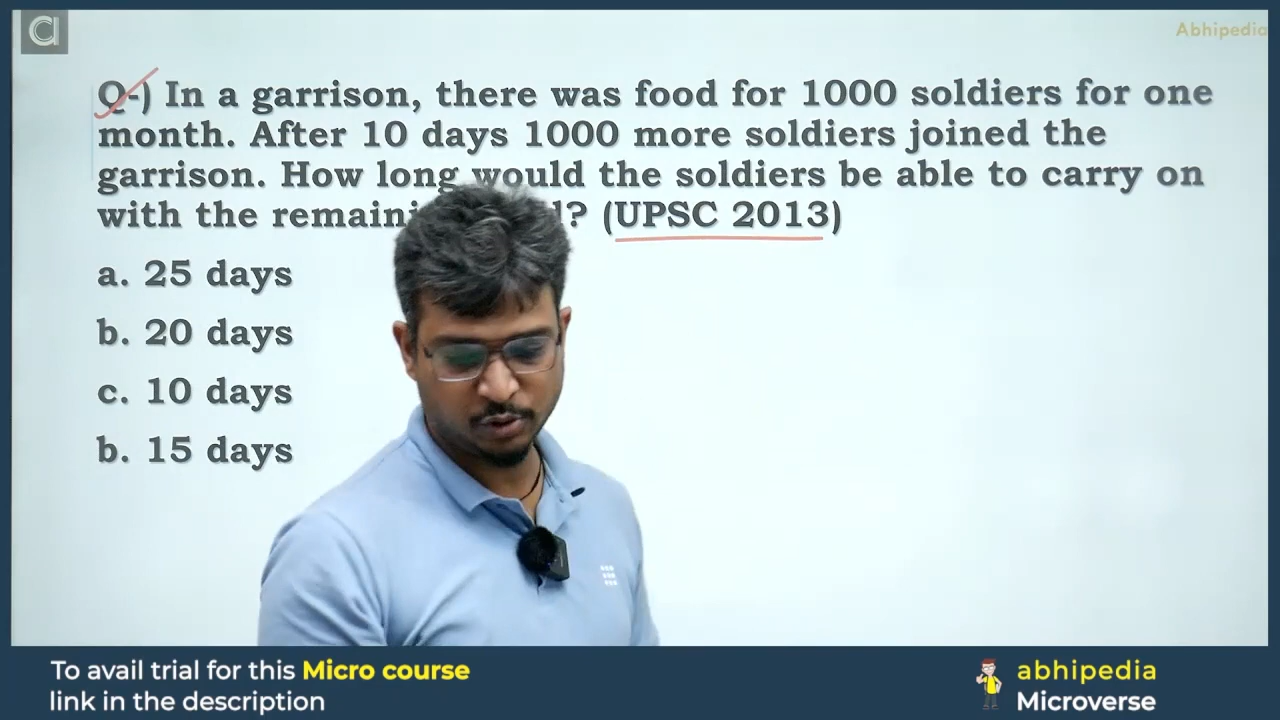 a
Abhipedia
Q-) In a garrison, there was food for 1000 soldiers for one
month. After 10 days 1000 more soldiers joined the
garrison. How long would the soldiers be able to carry on
with the d? (UPSC 2013)
a. 25 days
b. 20 days
c. 10 days
b. 15 days
To avail trial for this Micro course
link in the description
abhipedia
Microverse